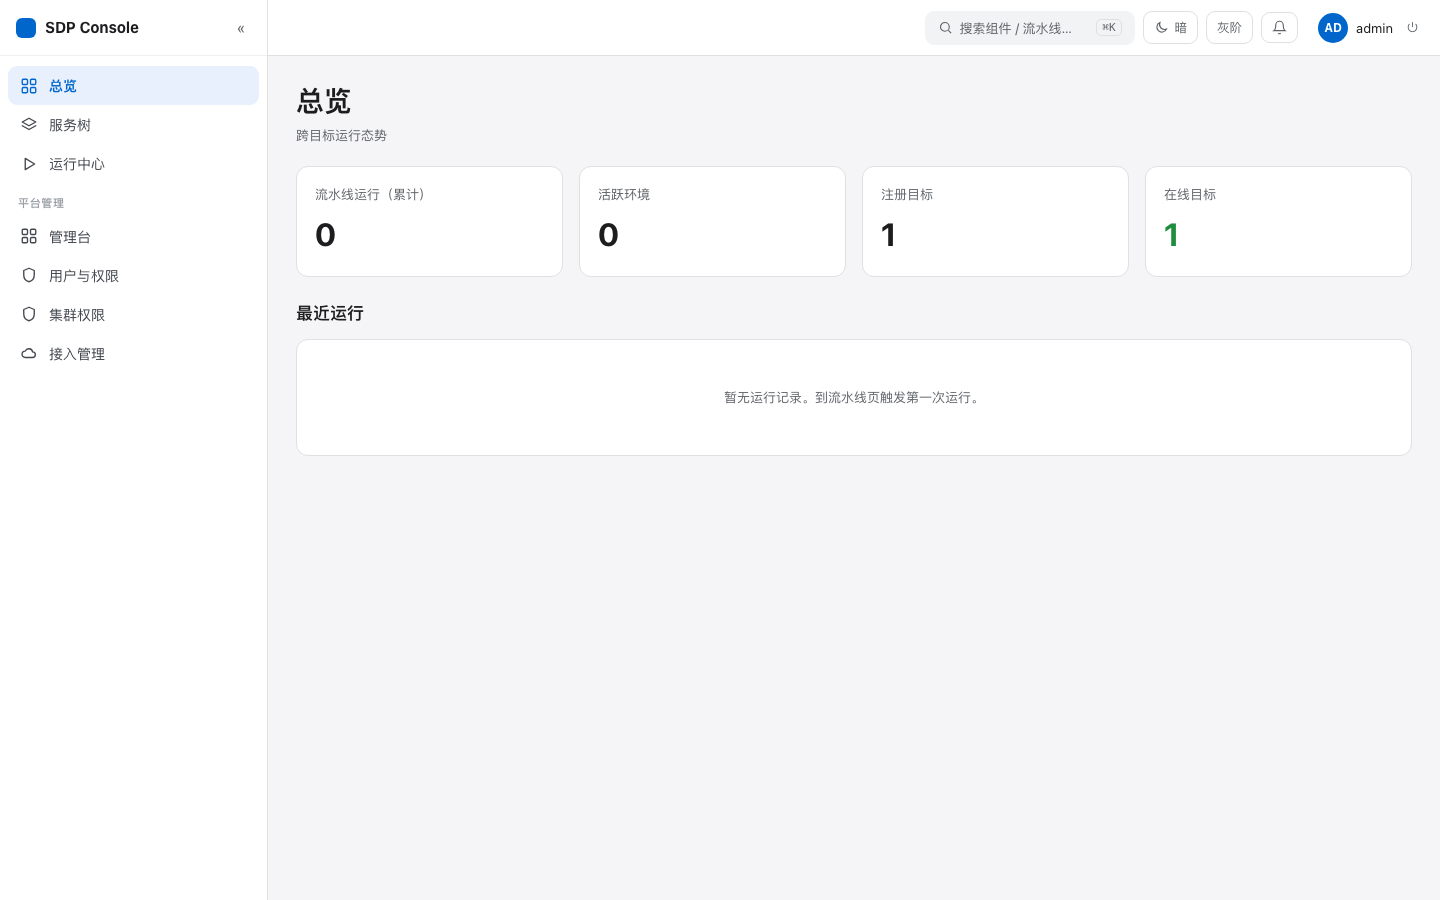 SDP Console «
搜索组件 / 流水线... ⌘K 暗 灰阶 AD admin
总览
服务树
运行中心
平台管理
管理台
用户与权限
集群权限
接入管理
总览
跨目标运行态势
流水线运行（累计）
0
活跃环境
0
注册目标
1
在线目标
1
最近运行
暂无运行记录。到流水线页触发第一次运行。